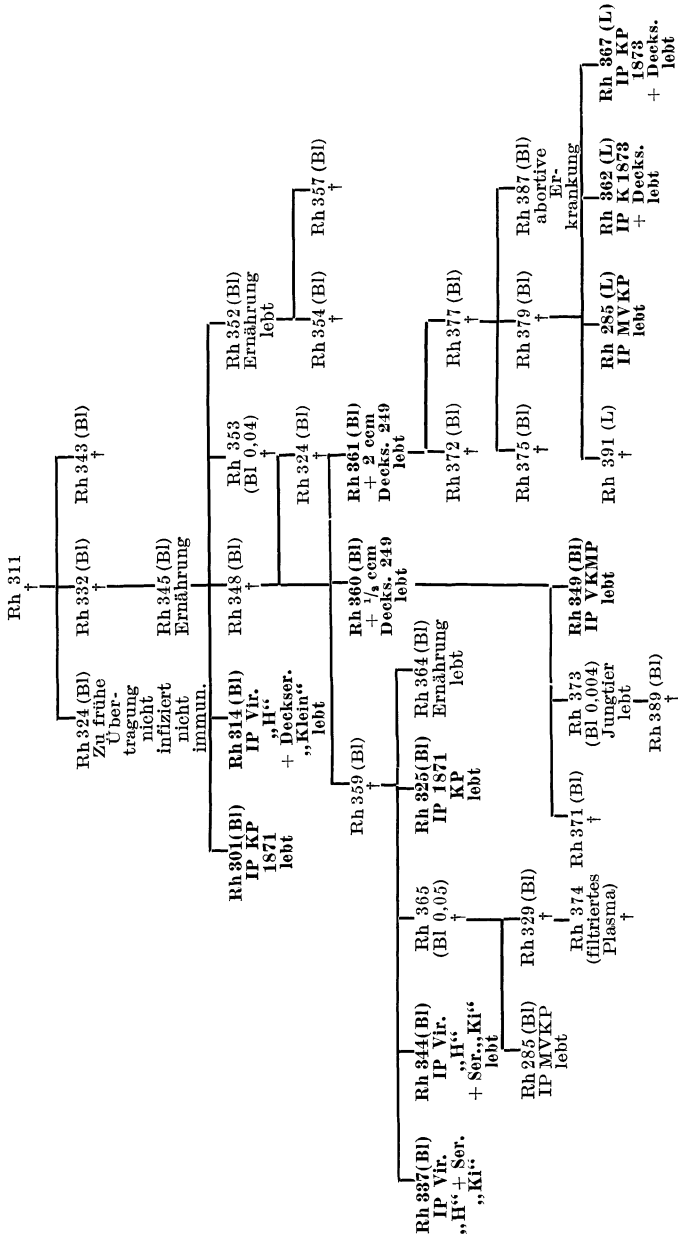 Rh 311
†
Rh 324 (Bl)
Zu frühe
Über-
tragung
nicht
infiziert
nicht
immun.
Rh 332 (Bl)
†
Rh 343 (Bl)
†
Rh 345 (Bl)
Ernährung
Rh 301 (Bl)
IP KP
1871
lebt
Rh 314 (Bl)
IP Vir.
„H“
+ Deckser.
„Klein“
lebt
Rh 348 (Bl)
†
Rh 353
(Bl 0,04)
†
Rh 352 (Bl)
Ernährung
lebt
Rh 324 (Bl)
†
Rh 354 (Bl)
†
Rh 357 (Bl)
†
Rh 359 (Bl)
†
Rh 360 (Bl)
+ 1/2 ccm
Decks. 249
lebt
Rh 361 (Bl)
+ 2 ccm
Decks. 249
lebt
Rh 337 (Bl)
IP Vir.
„H“ + Ser.
„Ki“
Rh 344 (Bl)
IP Vir.
„H“
+ Ser. „Ki“
lebt
Rh 365
(Bl 0,05)
†
Rh 325 (Bl)
IP 1871
KP
lebt
Rh 364 (Bl)
Ernährung
lebt
Rh 372 (Bl)
†
Rh 377 (Bl)
†
Rh 285 (Bl)
IP MVKP
lebt
Rh 329 (Bl)
†
Rh 374
(filtriertes
Plasma)
†
Rh 375 (Bl)
†
Rh 379 (Bl)
†
Rh 387 (Bl)
abortive
Er-
krankung
Rh 371 (Bl)
†
Rh 373
(Bl 0,004)
Jungtier
lebt
Rh 349 (Bl)
IP VKMP
lebt
Rh 389 (Bl)
†
Rh 391 (L)
†
Rh 285 (L)
IP MVKP
lebt
Rh 362 (L)
IP K 1873
+ Decks.
lebt
Rh 367 (L)
IP KP
1873
+ Decks.
lebt